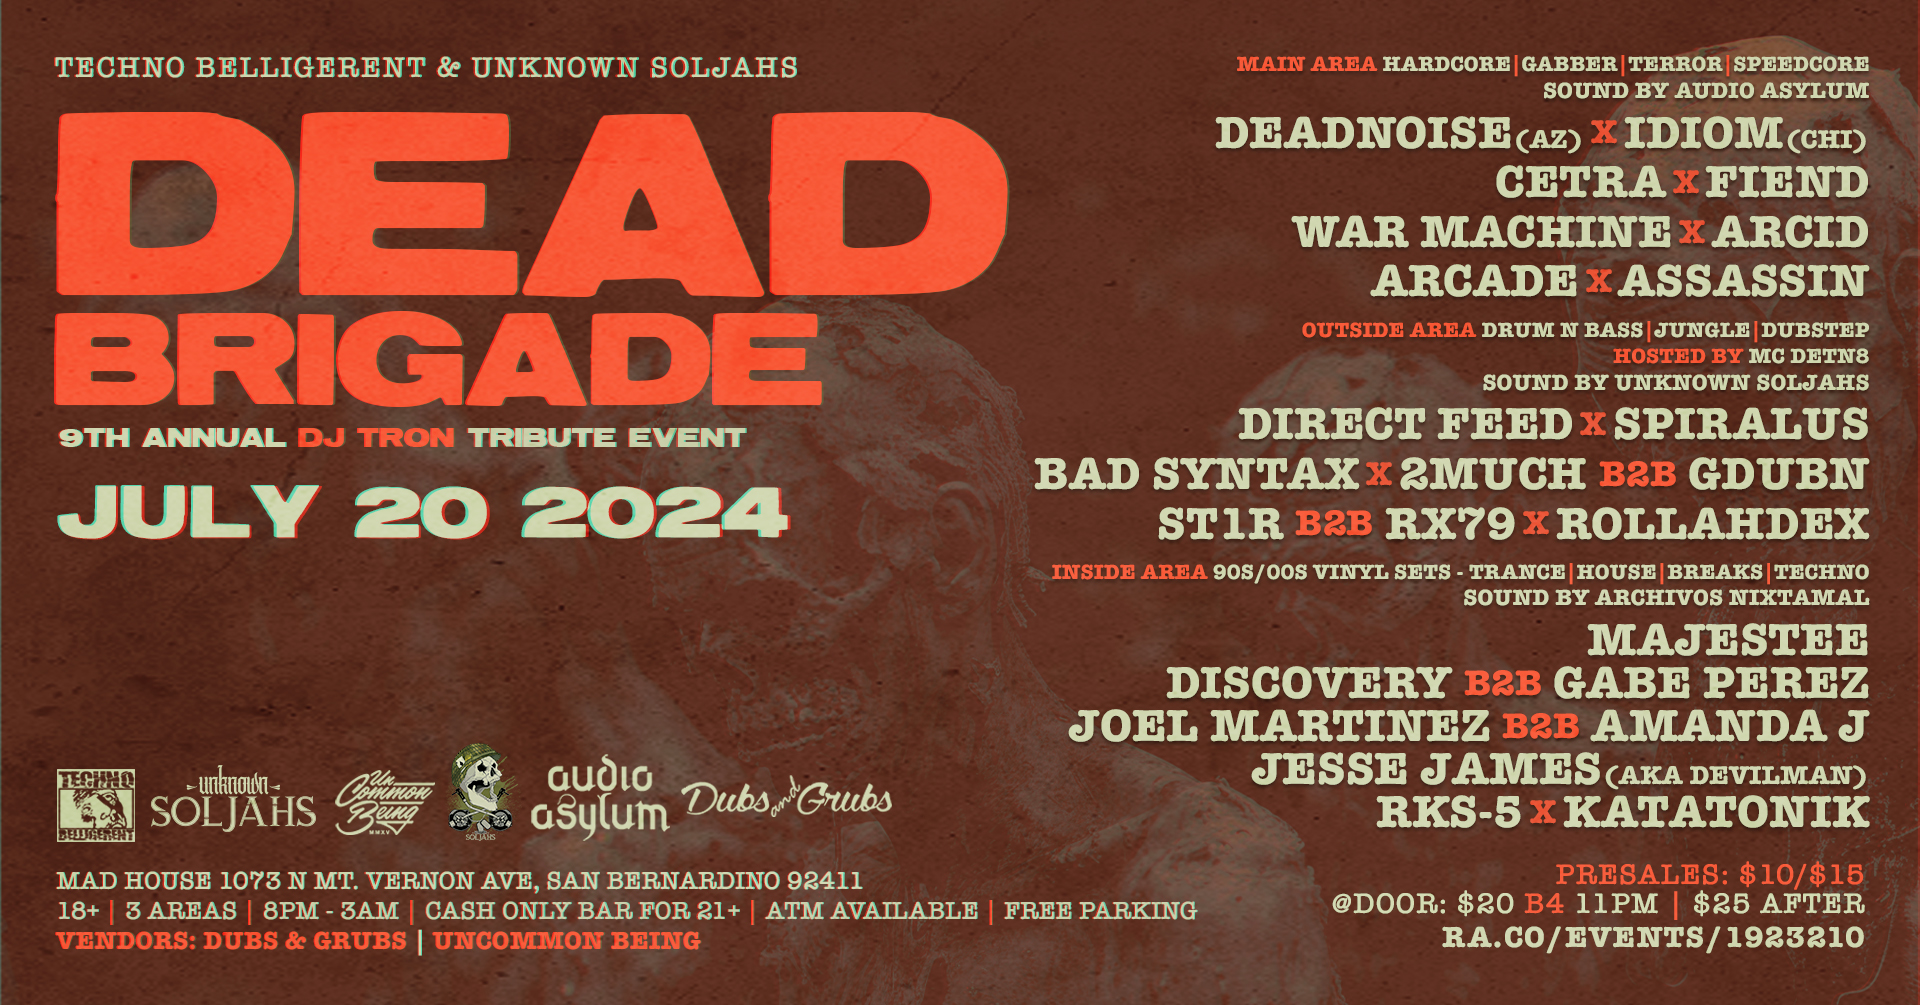 TECHNO BELLIGERENT & UNKNOWN SOLJAHS
DEAD
BRIGADE
9TH ANNUAL DJ TRON TRIBUTE EVENT
JULY 20 2024
MAIN AREA HARDCORE|GABBER|TERROR|SPEEDCORE
SOUND BY AUDIO ASYLUM
DEADNOISE (AZ) X IDIOM (CHI)
CETRA X FIEND
WAR MACHINE X ARCID
ARCADE X ASSASSIN
OUTSIDE AREA DRUM N BASS|JUNGLE|DUBSTEP
HOSTED BY MC DETN8
SOUND BY UNKNOWN SOLJAHS
DIRECT FEED X SPIRALUS
BAD SYNTAX X 2MUCH B2B GDUBN
ST1R B2B RX79 X ROLLAHDEX
INSIDE AREA 90S/00S VINYL SETS - TRANCE|HOUSE|BREAKS|TECHNO
SOUND BY ARCHIVOS NIXTAMAL
MAJESTEE
DISCOVERY B2B GABE PEREZ
JOEL MARTINEZ B2B AMANDA J
JESSE JAMES (AKA DEVILMAN)
RKS-5 X KATATONIK
TECHNO
BELLIGERENT
unknown
SOLJAHS
Un
Common
Being
MMXV
SOLJAHS
audio
asylum
Dubs and Grubs
MAD HOUSE 1073 N MT. VERNON AVE, SAN BERNARDINO 92411
18+ | 3 AREAS | 8PM - 3AM | CASH ONLY BAR FOR 21+ | ATM AVAILABLE | FREE PARKING
VENDORS: DUBS & GRUBS | UNCOMMON BEING
PRESALES: $10/$15
@DOOR: $20 B4 11PM | $25 AFTER
RA.CO/EVENTS/1923210